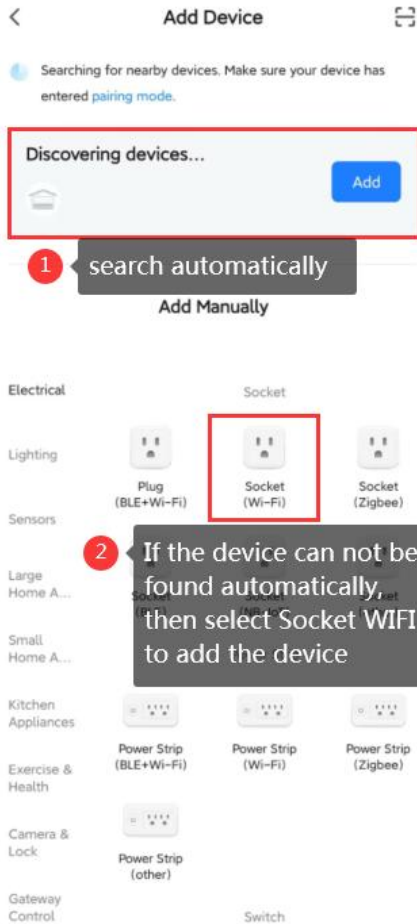 Add Device
Searching for nearby devices. Make sure your device has
entered pairing mode.
Discovering devices...
Add
1 search automatically
Add Manually
Electrical
Socket
Lighting
Plug
(BLE+Wi-Fi)
Socket
(Wi-Fi)
Socket
(Zigbee)
Sensors
2 If the device can not be
found automatically,
then select Socket WIFI
to add the device
Large
Home A...
Small
Home A...
Kitchen
Appliances
Power Strip
(BLE+Wi-Fi)
Power Strip
(Wi-Fi)
Power Strip
(Zigbee)
Exercise &
Health
Camera &
Lock
Power Strip
(other)
Gateway
Control
Switch